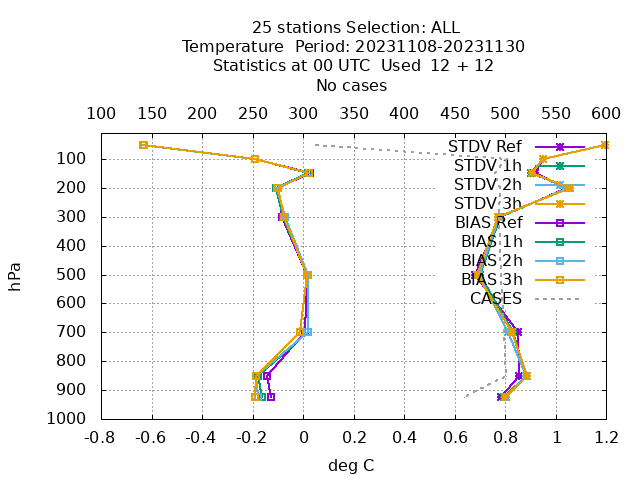 25 stations Selection: ALL
Temperature  Period: 20231108-20231130
Statistics at 00 UTC  Used  12 + 12
No cases
100 150 200 250 300 350 400 450 500 550 600
STDV Ref
100
STDV 1h
STDV 2h
200
STDV 3h
300
BIAS Ref
BIAS 1h
400
BIAS 2h
hPa
500
BIAS 3h
CASES
600
700
800
900
1000
-0.8 -0.6 -0.4 -0.2 0 0.2 0.4 0.6 0.8 1 1.2
deg C